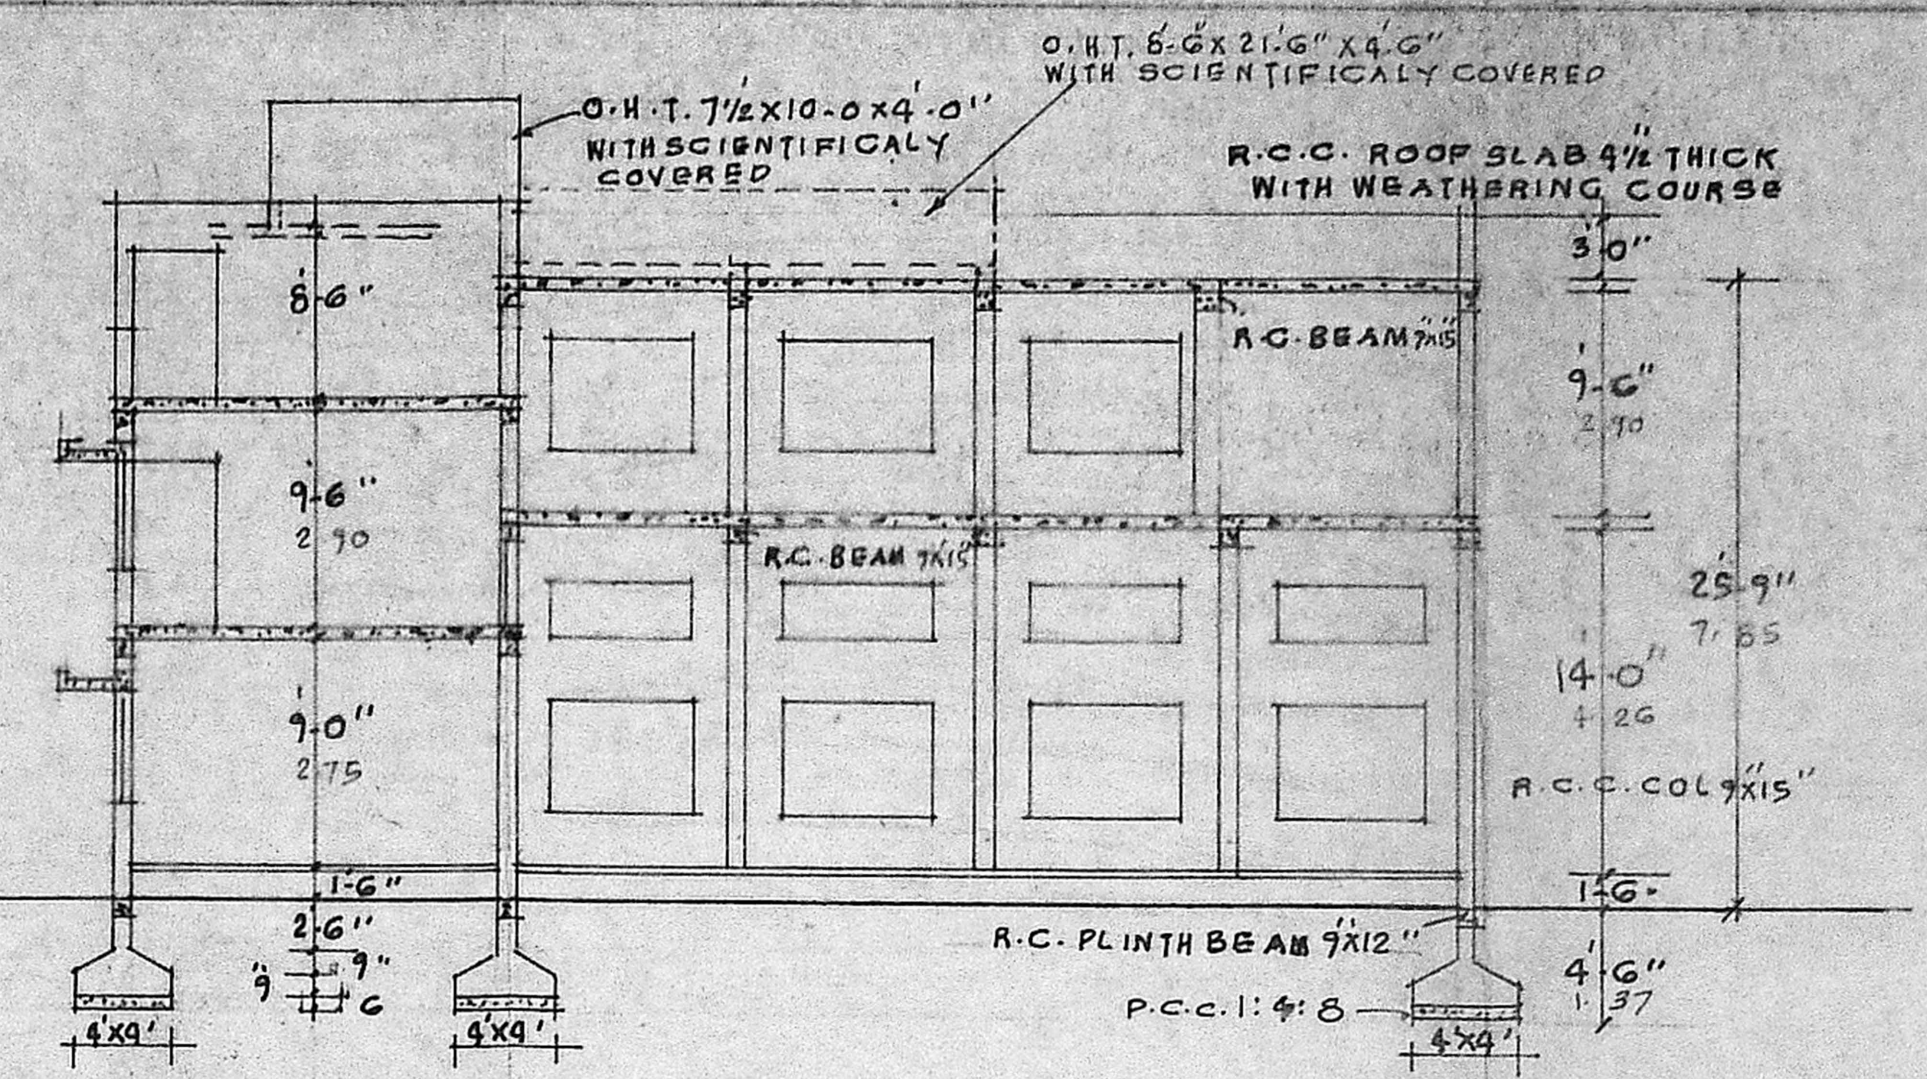 O.H.T. 8'-6 X 21'-6" X 4'-6"
WITH SCIENTIFICALY COVERED
O.H.T. 7'½ X 10-0 X 4'-0"
WITH SCIENTIFICALY
COVERED
R.C.C. ROOF SLAB 4½" THICK
WITH WEATHERING COURSE
3'0"
8'-6"
R.C. BEAM 9"X15"
9'-6"
2 90
9'-6"
2 90
R.C. BEAM 9"X15"
25'-9"
7. 85
14'-0"
4 26
9'-0"
2 75
R.C.C. COL 9"X15"
1'-6"
1'-6"
2'6"
R.C. PLINTH BEAM 9"X12"
9"
9"
6
4'-6"
1. 37
P.C.C. 1:4:8
4'X4'
4'X4'
4'X4'